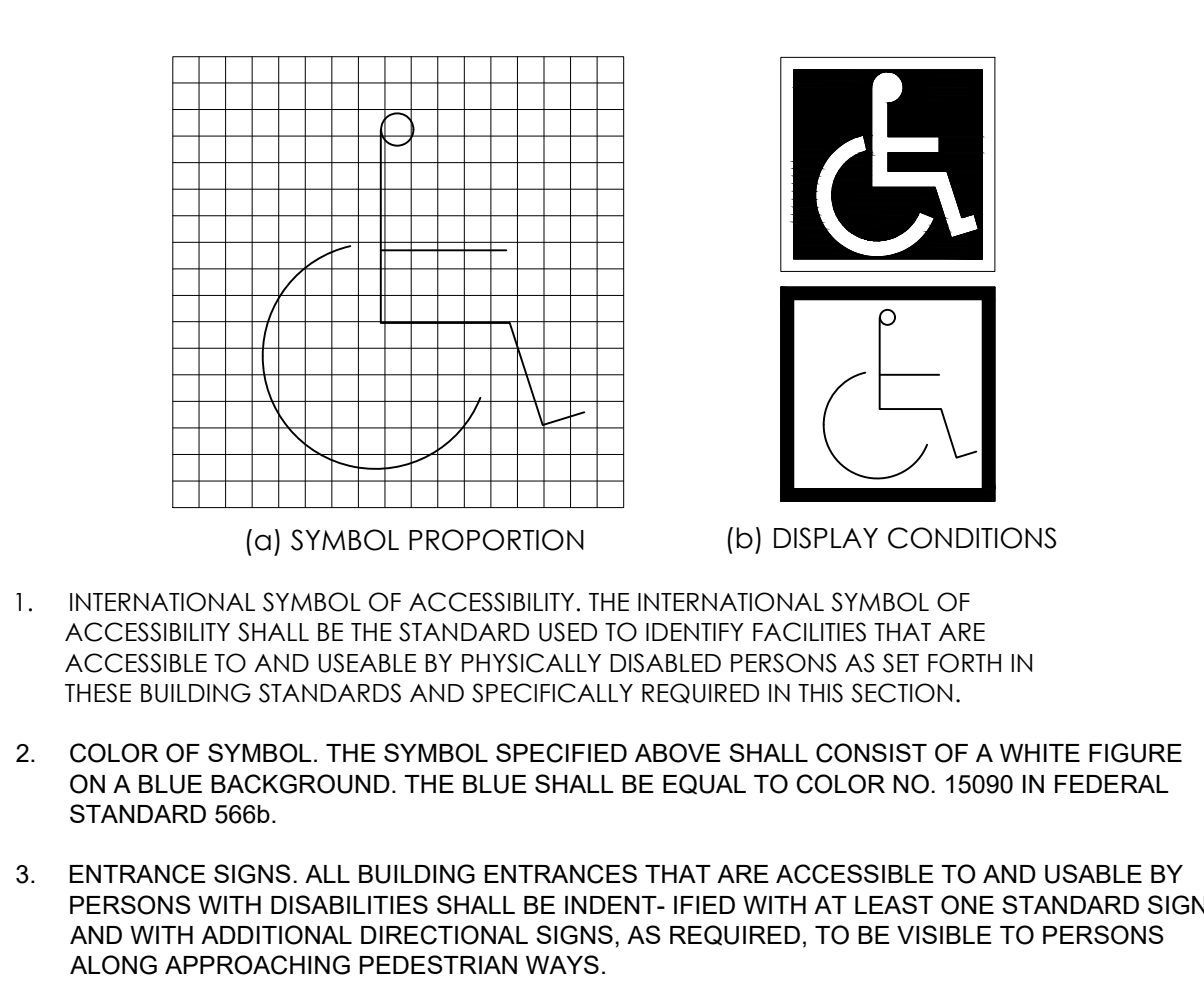 (a) SYMBOL PROPORTION
(b) DISPLAY CONDITIONS
1. INTERNATIONAL SYMBOL OF ACCESSIBILITY. THE INTERNATIONAL SYMBOL OF
ACCESSIBILITY SHALL BE THE STANDARD USED TO IDENTIFY FACILITIES THAT ARE
ACCESSIBLE TO AND USEABLE BY PHYSICALLY DISABLED PERSONS AS SET FORTH IN
THESE BUILDING STANDARDS AND SPECIFICALLY REQUIRED IN THIS SECTION.
2. COLOR OF SYMBOL. THE SYMBOL SPECIFIED ABOVE SHALL CONSIST OF A WHITE FIGURE
ON A BLUE BACKGROUND. THE BLUE SHALL BE EQUAL TO COLOR NO. 15090 IN FEDERAL
STANDARD 566b.
3. ENTRANCE SIGNS. ALL BUILDING ENTRANCES THAT ARE ACCESSIBLE TO AND USABLE BY
PERSONS WITH DISABILITIES SHALL BE INDENT- IFIED WITH AT LEAST ONE STANDARD SIGN
AND WITH ADDITIONAL DIRECTIONAL SIGNS, AS REQUIRED, TO BE VISIBLE TO PERSONS
ALONG APPROACHING PEDESTRIAN WAYS.